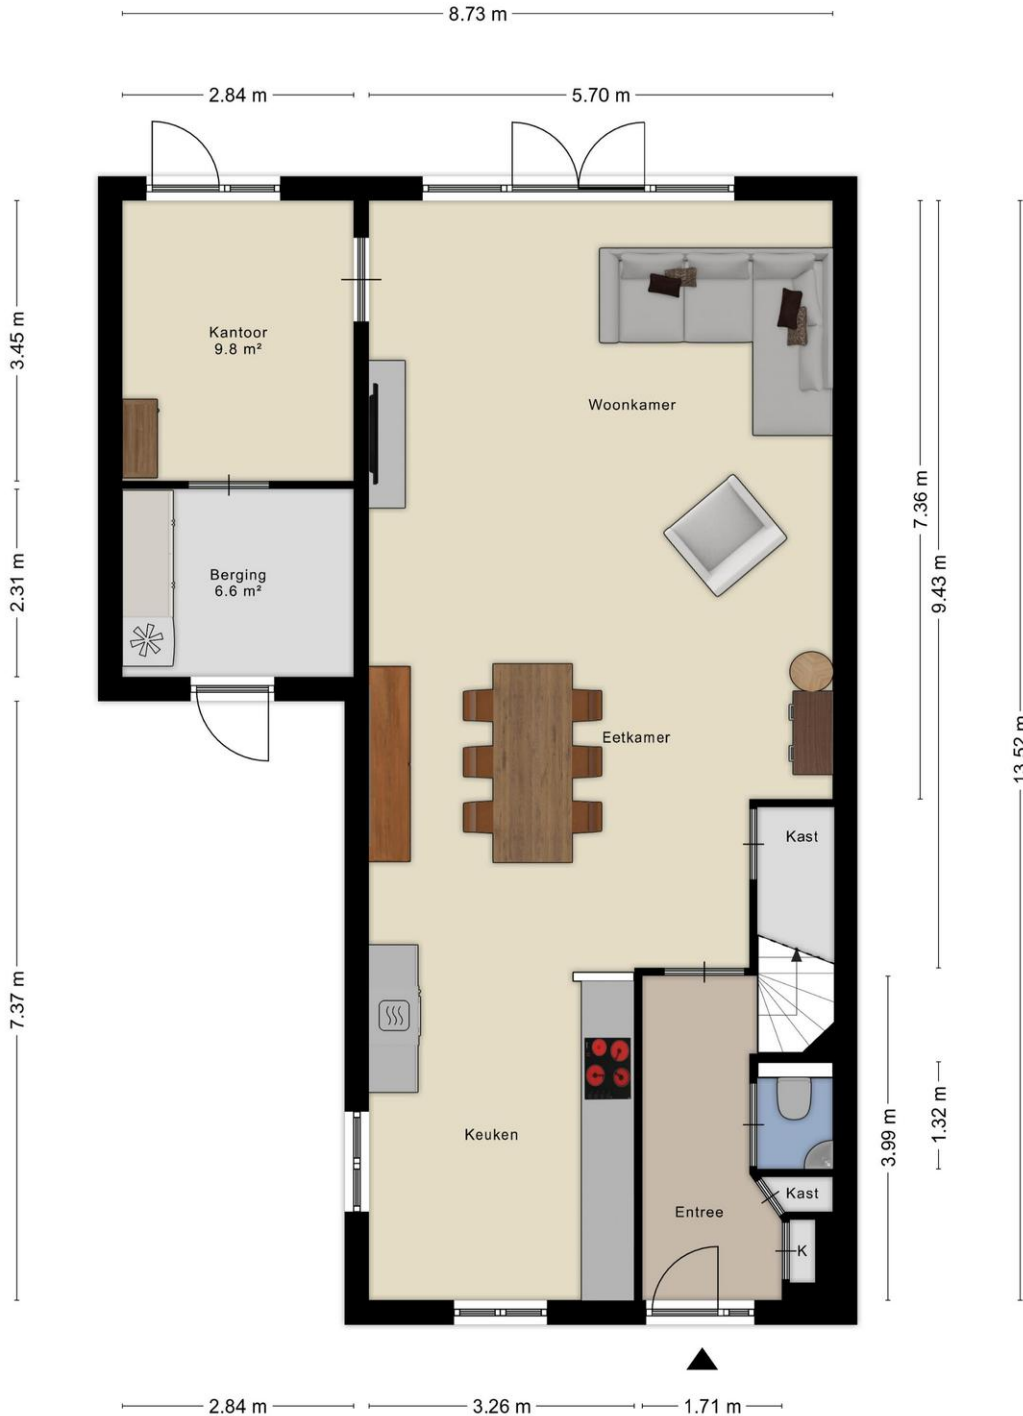 8.73 m
2.84 m
5.70 m
3.45 m
Kantoor
9.8 m²
Woonkamer
7.36 m
9.43 m
2.31 m
Berging
6.6 m²
Eetkamer
13.52 m
Kast
7.37 m
Keuken
3.99 m
1.32 m
Kast
Entree
K
2.84 m
3.26 m
1.71 m